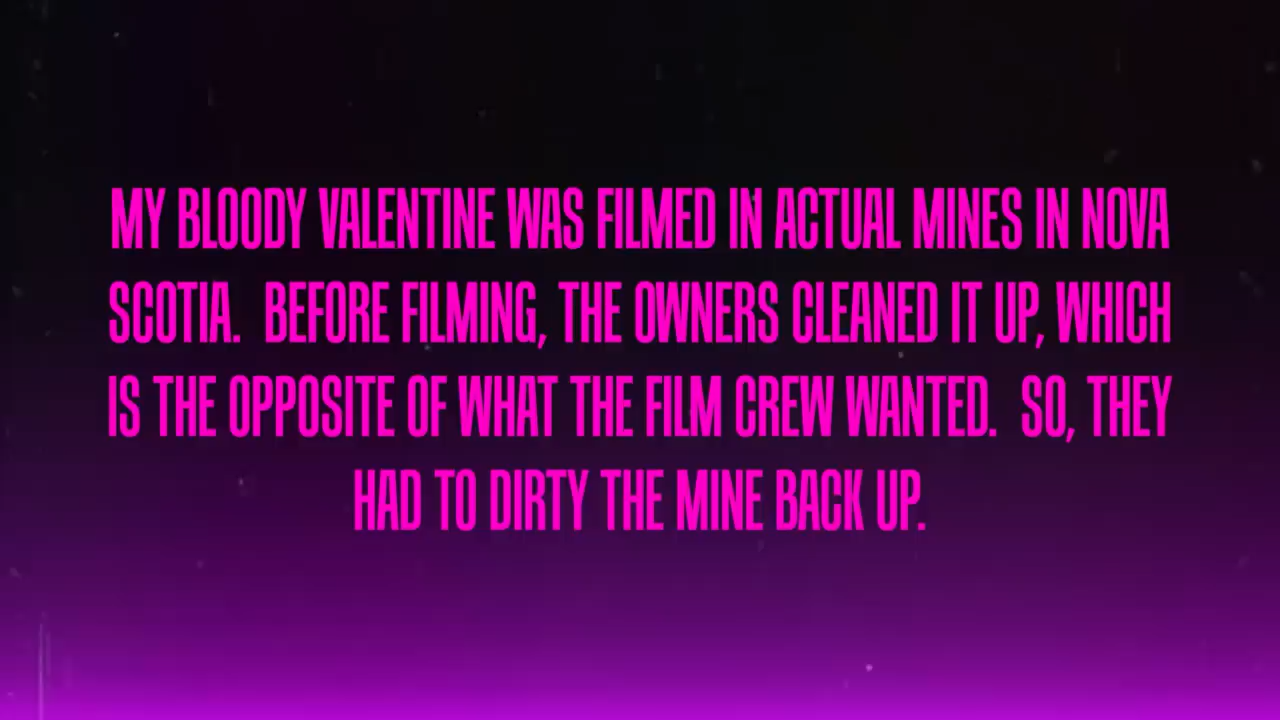 MY BLOODY VALENTINE WAS FILMED IN ACTUAL MINES IN NOVA
SCOTIA.  BEFORE FILMING, THE OWNERS CLEANED IT UP, WHICH
IS THE OPPOSITE OF WHAT THE FILM CREW WANTED.  SO, THEY
HAD TO DIRTY THE MINE BACK UP.